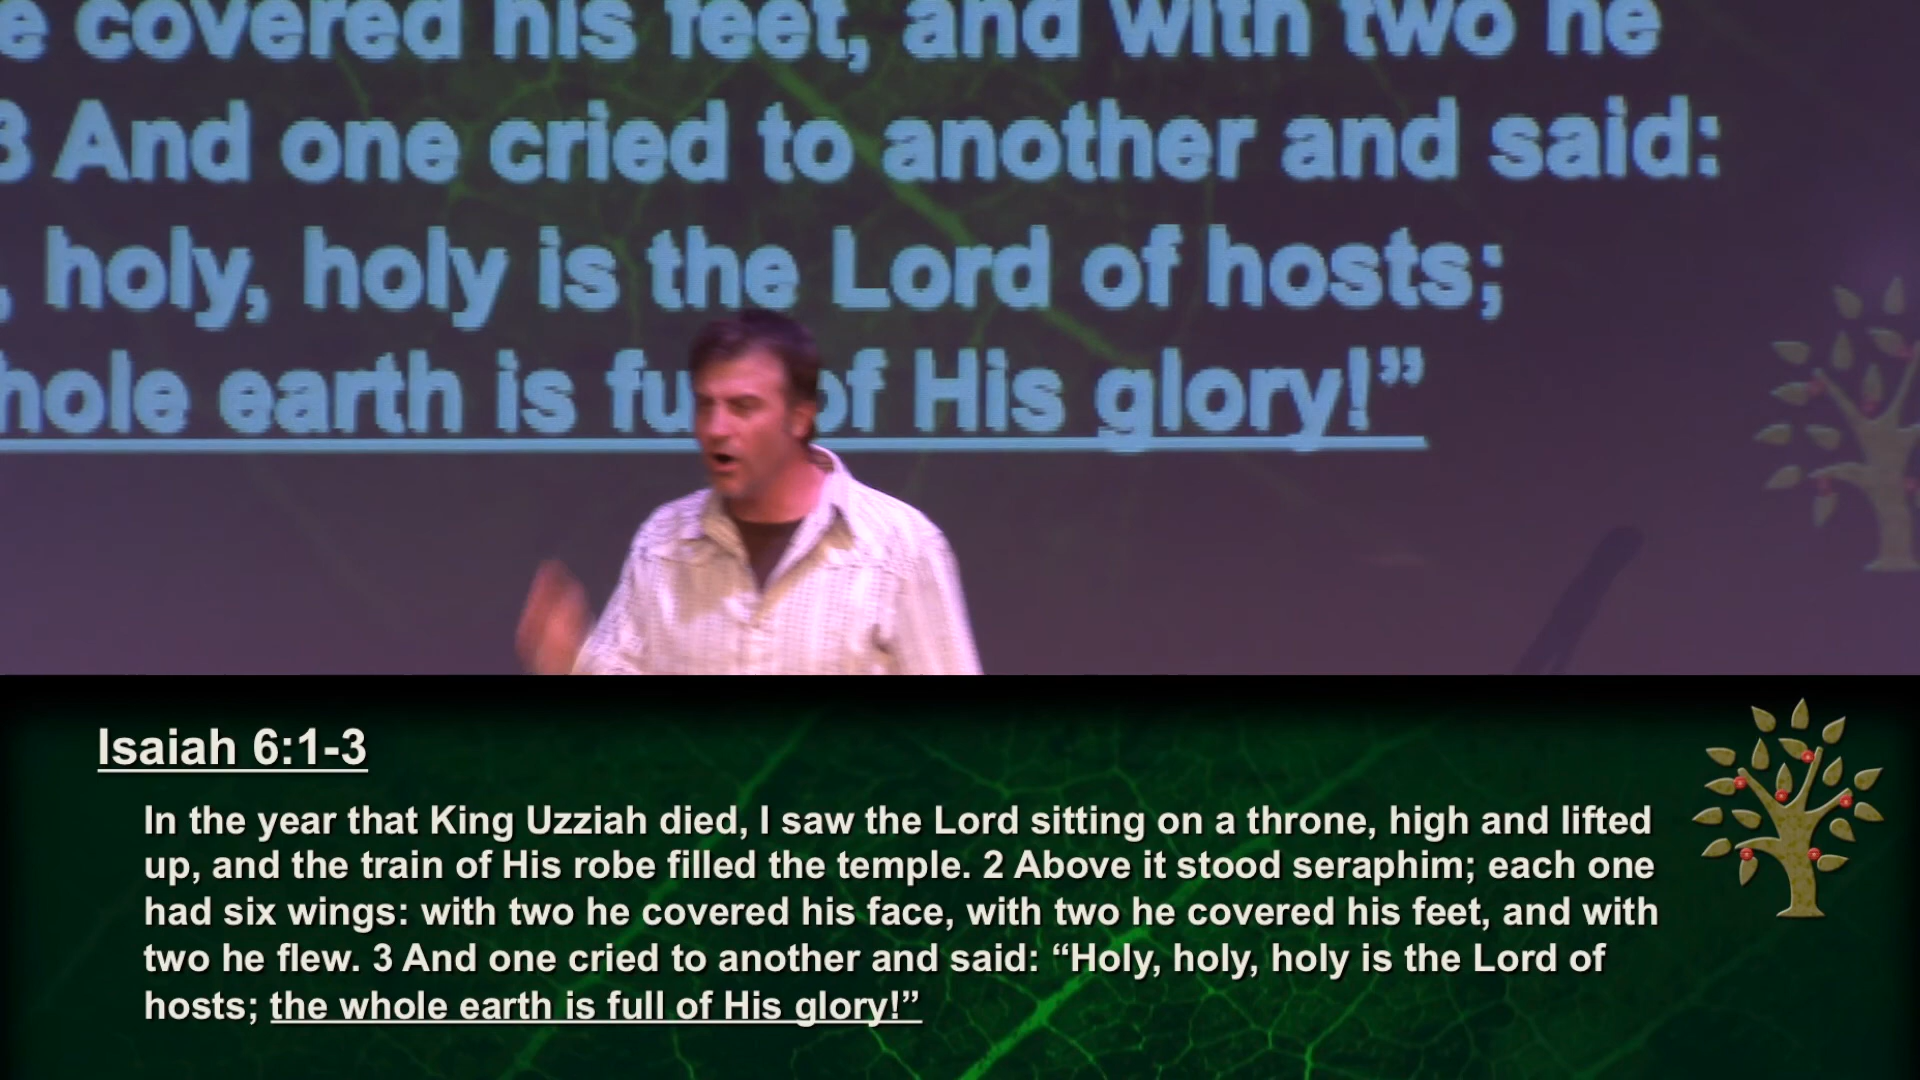 e covered his feet, and with two he
3 And one cried to another and said:
, holy, holy is the Lord of hosts;
hole earth is fu of His glory!”
Isaiah 6:1-3
In the year that King Uzziah died, I saw the Lord sitting on a throne, high and lifted
up, and the train of His robe filled the temple. 2 Above it stood seraphim; each one
had six wings: with two he covered his face, with two he covered his feet, and with
two he flew. 3 And one cried to another and said: “Holy, holy, holy is the Lord of
hosts; the whole earth is full of His glory!”